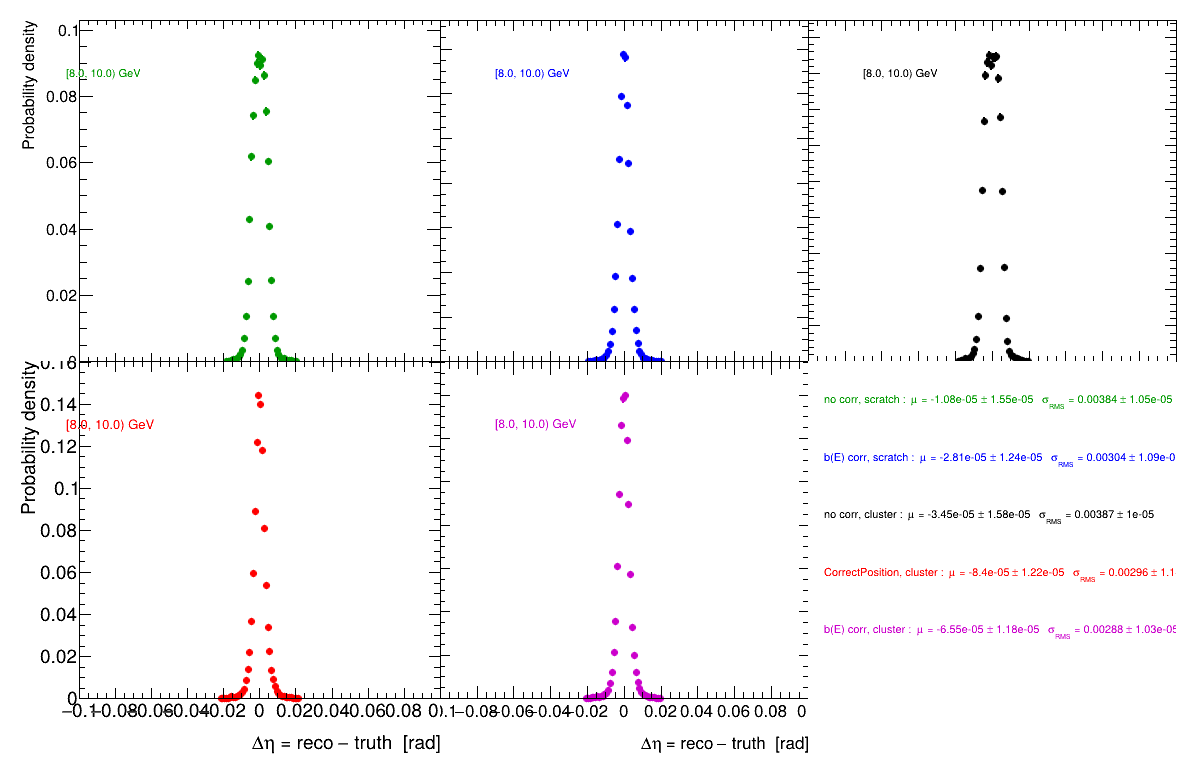 Probability density
0.1
0.08
0.06
0.04
0.02
[8.0, 10.0) GeV
[8.0, 10.0) GeV
[8.0, 10.0) GeV
Probability density
0.16
0.14
0.12
0.1
0.08
0.06
0.04
0.02
0
[8.0, 10.0) GeV
[8.0, 10.0) GeV
−0.1 −0.08 −0.06 −0.04 −0.02 0 0.02 0.04 0.06 0.08 0.1
−0.08 −0.06 −0.04 −0.02 0 0.02 0.04 0.06 0.08 0
Δη = reco − truth [rad]
Δη = reco − truth [rad]
no corr, scratch : μ = -1.08e-05 ± 1.55e-05 σRMS = 0.00384 ± 1.05e-05
b(E) corr, scratch : μ = -2.81e-05 ± 1.24e-05 σRMS = 0.00304 ± 1.09e-0
no corr, cluster : μ = -3.45e-05 ± 1.58e-05 σRMS = 0.00387 ± 1e-05
CorrectPosition, cluster : μ = -8.4e-05 ± 1.22e-05 σRMS = 0.00296 ± 1.1
b(E) corr, cluster : μ = -6.55e-05 ± 1.18e-05 σRMS = 0.00288 ± 1.03e-05